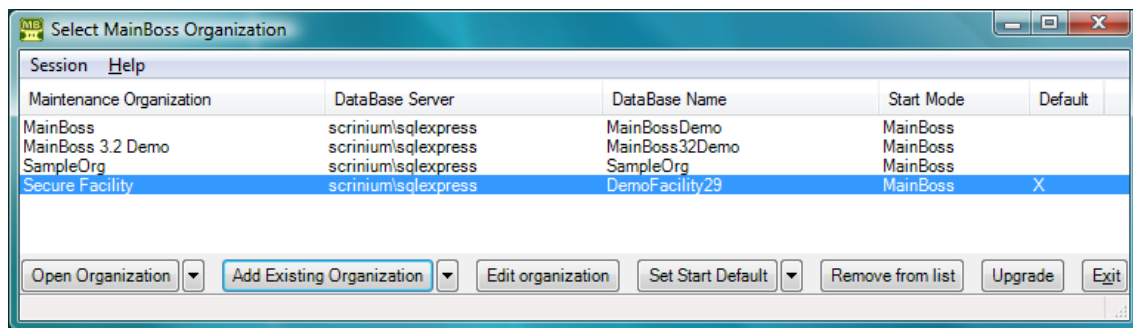 MB
Select MainBoss Organization
Session Help
Maintenance Organization DataBase Server DataBase Name Start Mode Default
MainBoss scrinium\sqlexpress MainBossDemo MainBoss
MainBoss 3.2 Demo scrinium\sqlexpress MainBoss32Demo MainBoss
SampleOrg scrinium\sqlexpress SampleOrg MainBoss
Secure Facility scrinium\sqlexpress DemoFacility29 MainBoss X
Open Organization Add Existing Organization Edit organization Set Start Default Remove from list Upgrade Exit